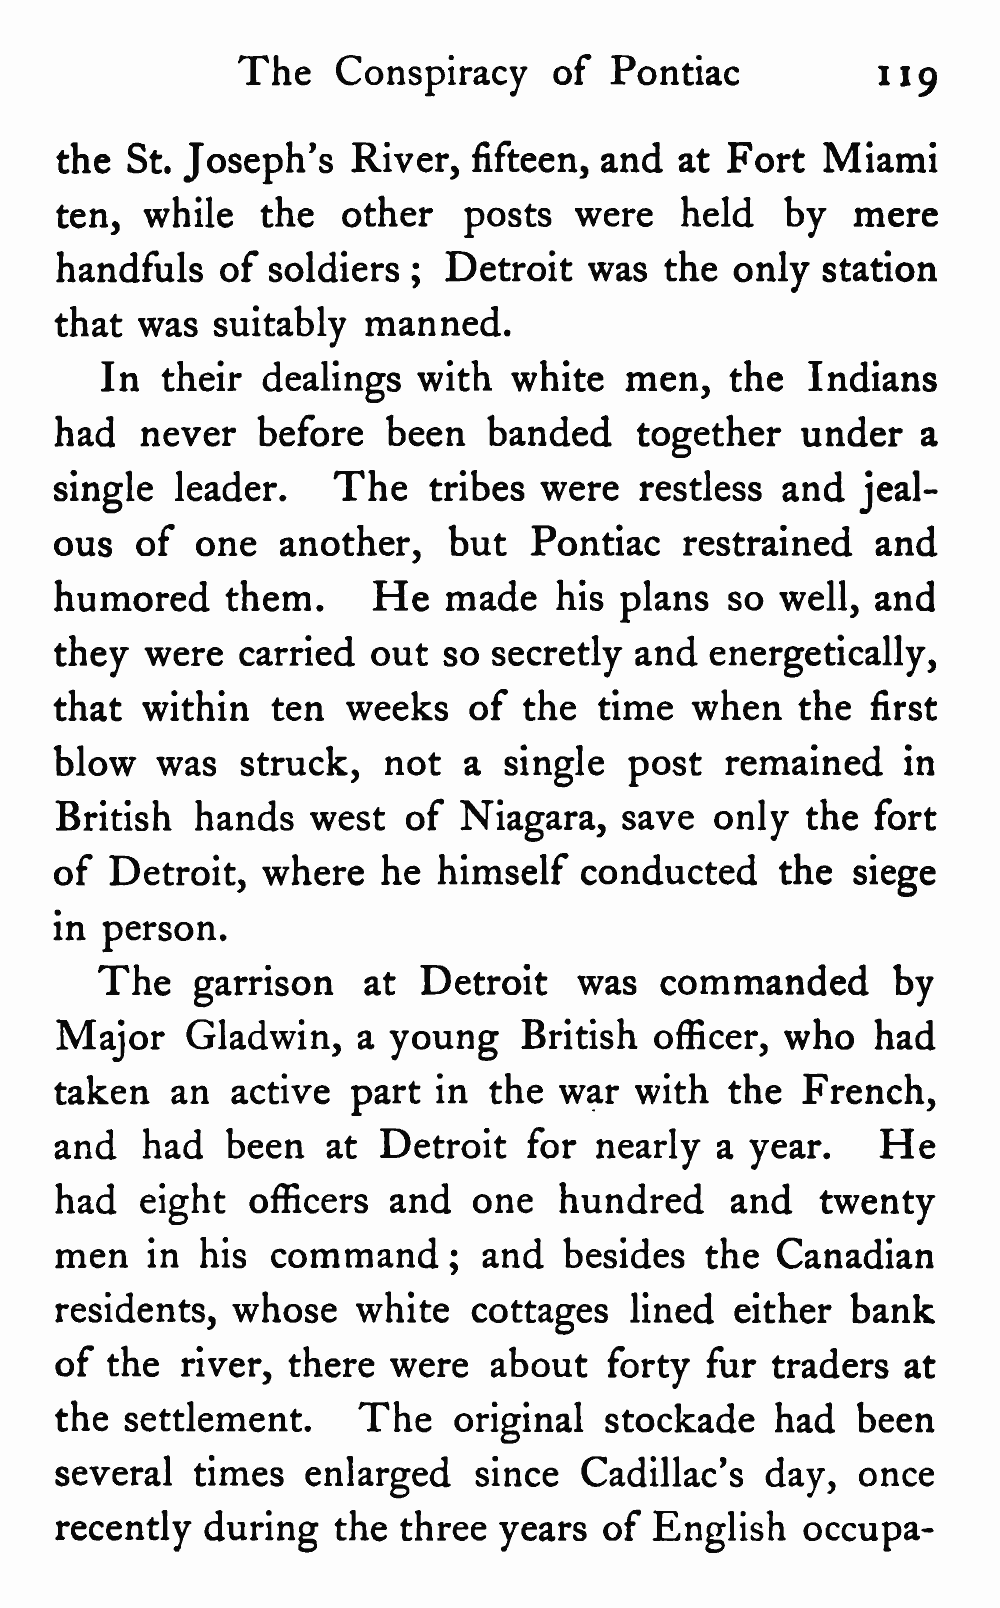 The Conspiracy of Pontiac 119
the St. Joseph's River, fifteen, and at Fort Miami
ten, while the other posts were held by mere
handfuls of soldiers ; Detroit was the only station
that was suitably manned.
In their dealings with white men, the Indians
had never before been banded together under a
single leader. The tribes were restless and jeal-
ous of one another, but Pontiac restrained and
humored them. He made his plans so well, and
they were carried out so secretly and energetically,
that within ten weeks of the time when the first
blow was struck, not a single post remained in
British hands west of Niagara, save only the fort
of Detroit, where he himself conducted the siege
in person.
The garrison at Detroit was commanded by
Major Gladwin, a young British officer, who had
taken an active part in the war with the French,
and had been at Detroit for nearly a year. He
had eight officers and one hundred and twenty
men in his command ; and besides the Canadian
residents, whose white cottages lined either bank
of the river, there were about forty fur traders at
the settlement. The original stockade had been
several times enlarged since Cadillac's day, once
recently during the three years of English occupa-